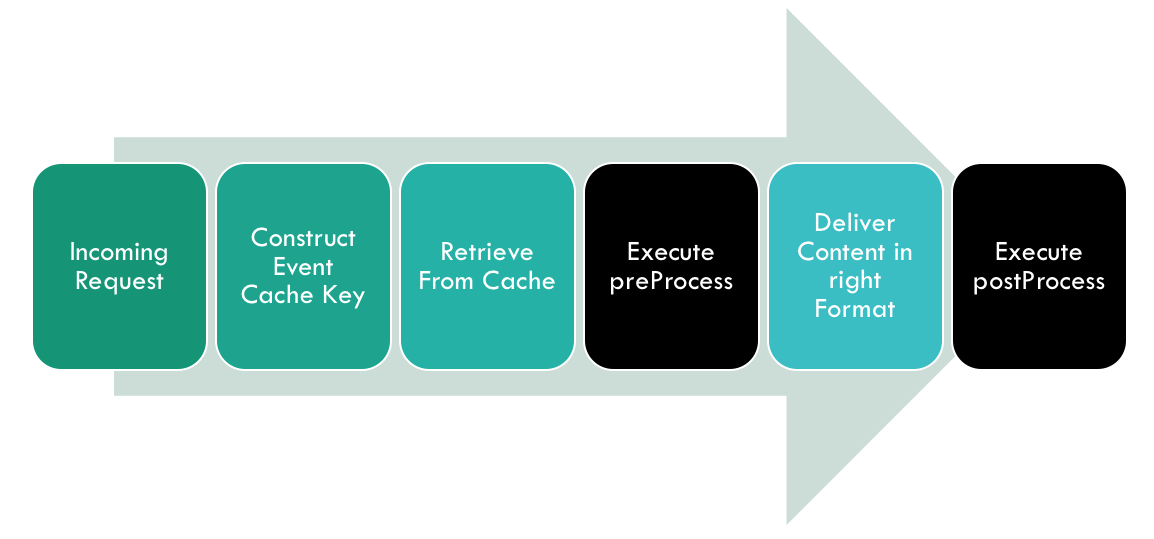 Incoming
Request
Construct
Event
Cache Key
Retrieve
From Cache
Execute
preProcess
Deliver
Content in
right
Format
Execute
postProcess